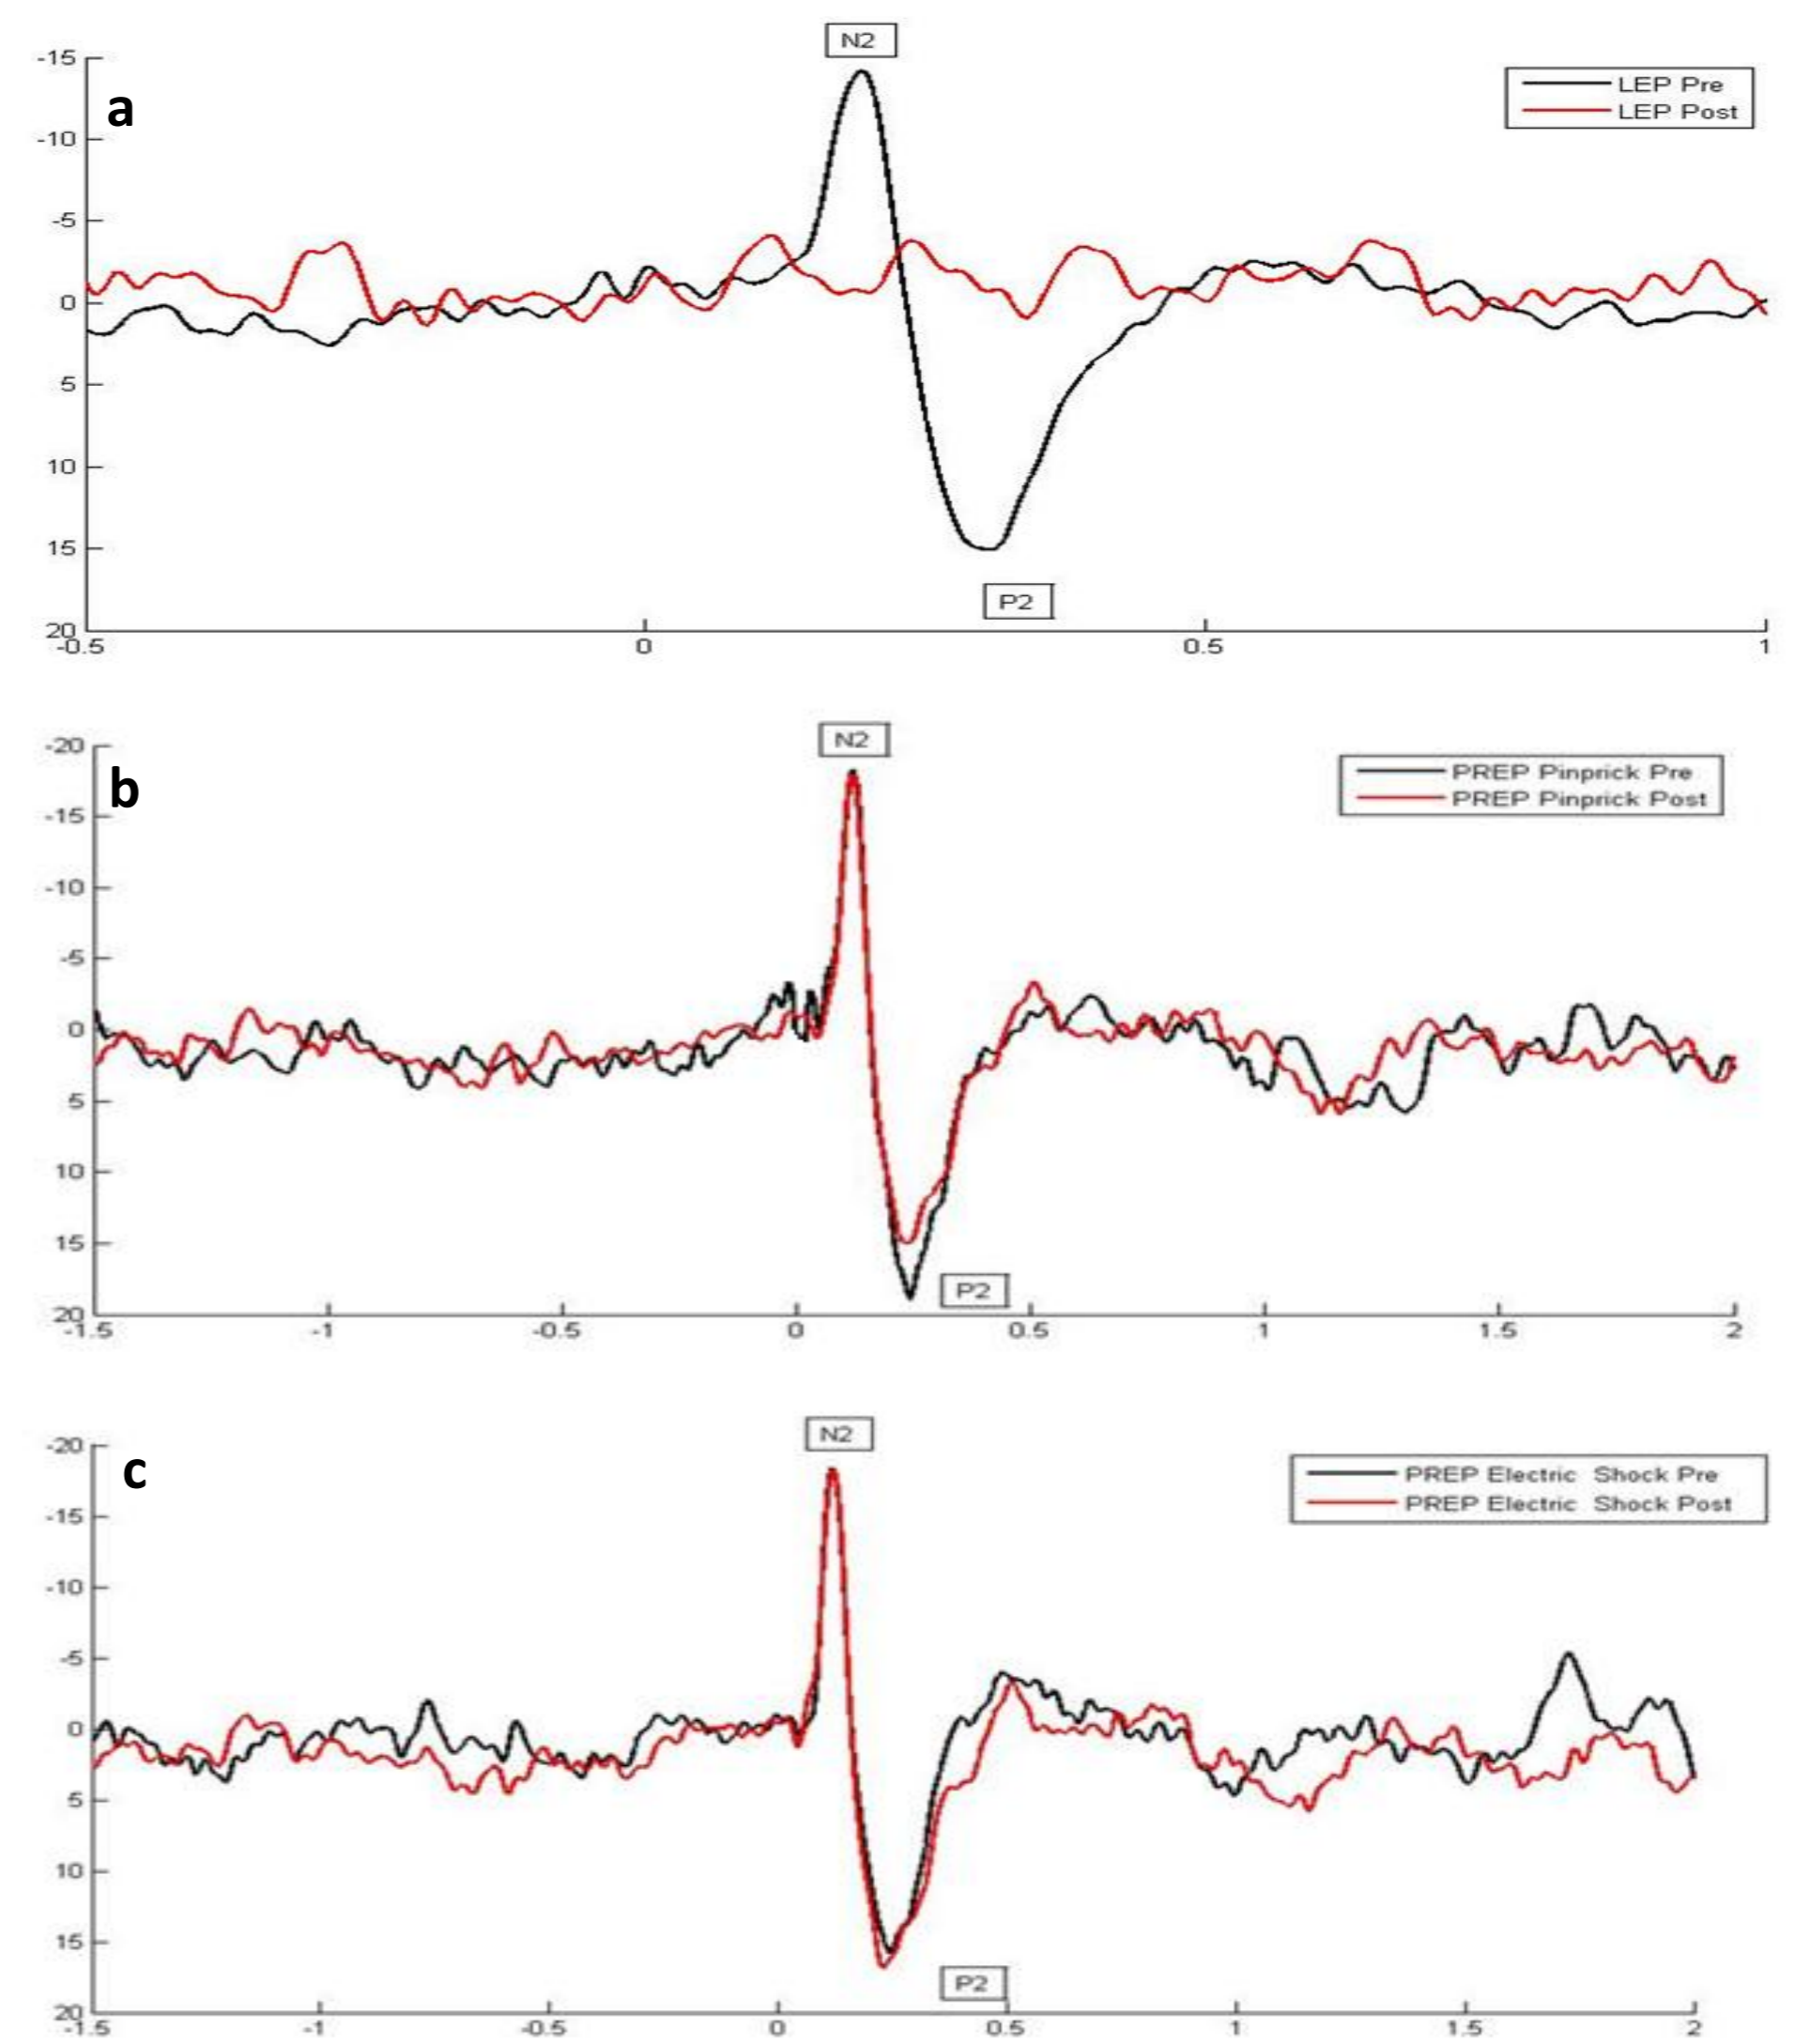 N2
-15
a
LEP Pre
LEP Post
-10
-5
0
5
10
15
P2
20
-0.5 0 0.5 1
N2
-20
b
PREP Pinprick Pre
PREP Pinprick Post
-15
-10
-5
0
5
10
15
P2
20
-1.5 -1 -0.5 0 0.5 1 1.5 2
N2
-20
c
PREP Electric Shock Pre
PREP Electric Shock Post
-15
-10
-5
0
5
10
15
P2
20
-1.5 -1 -0.5 0 0.5 1 1.5 2